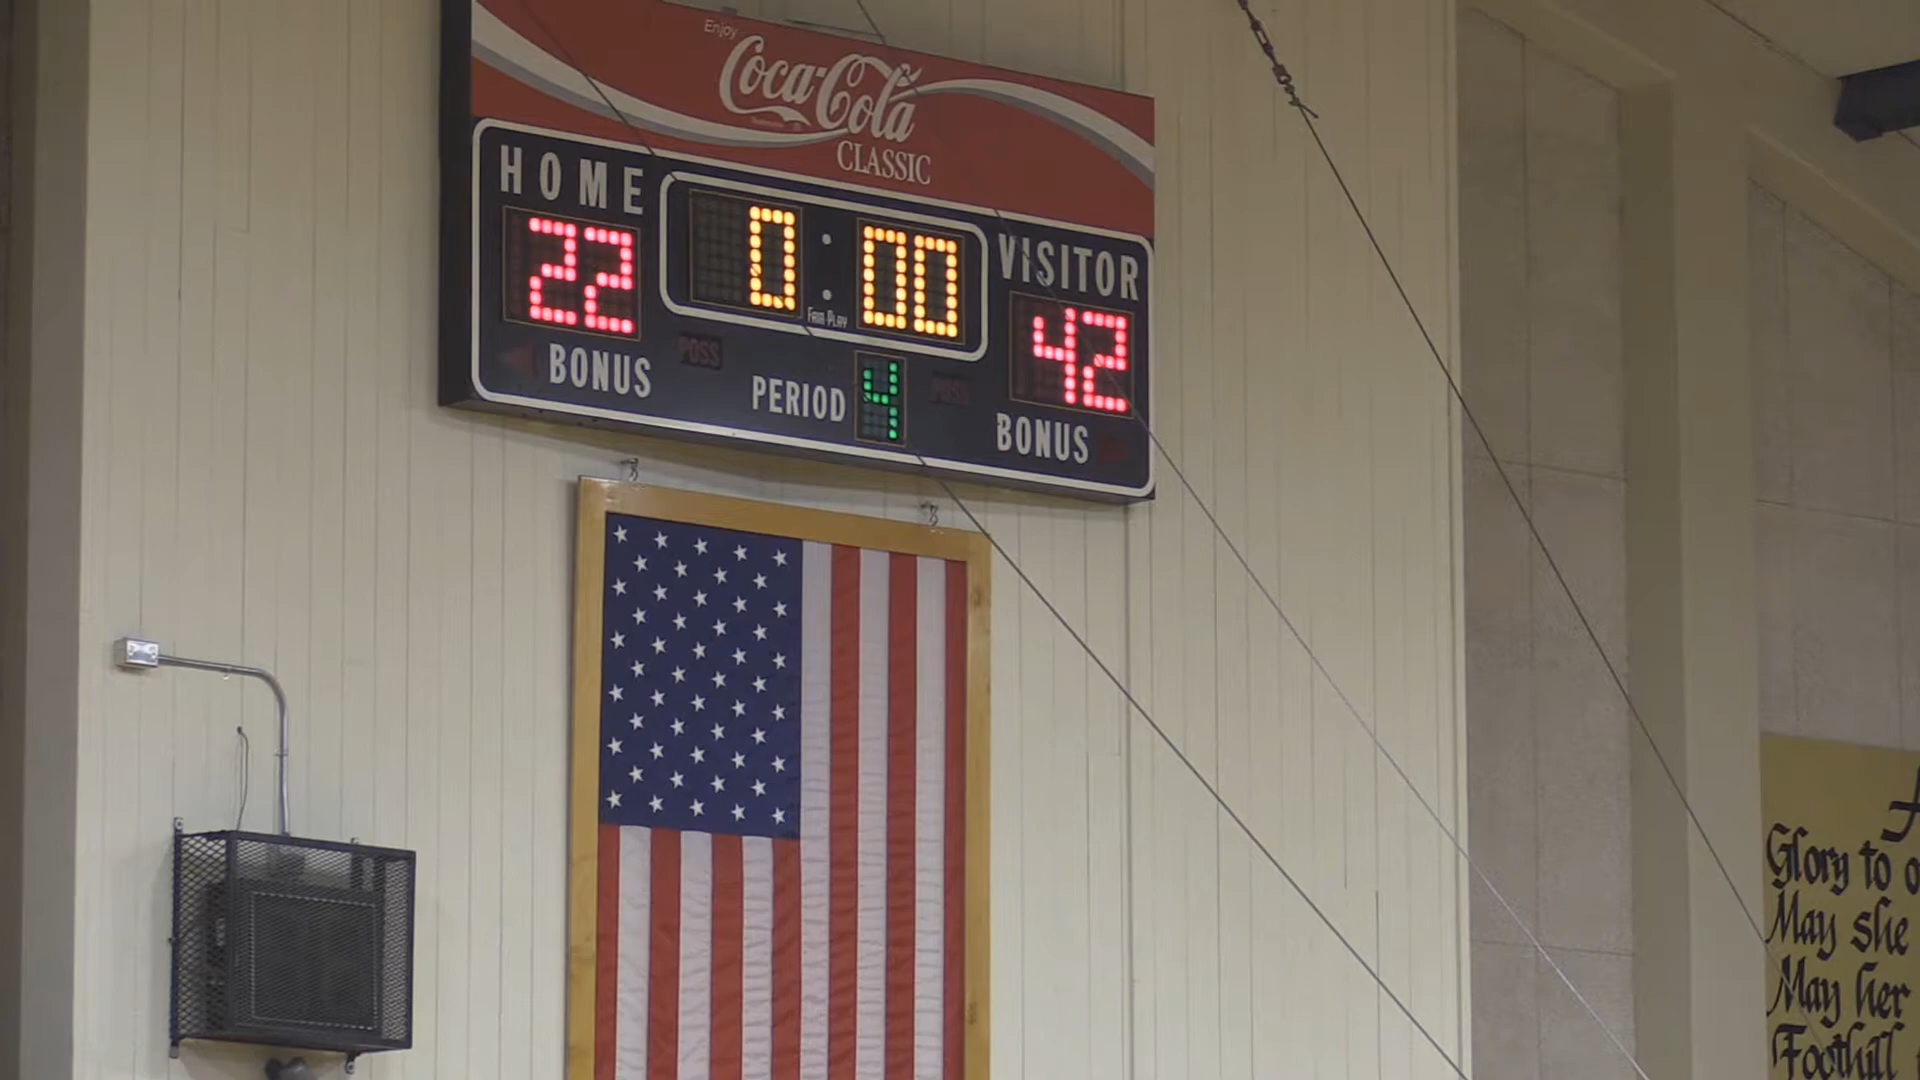 Enjoy
Coca-Cola
CLASSIC
HOME
VISITOR
22
0:00
42
FAIR-PLAY
POSS
POSS
BONUS
PERIOD 4
BONUS
Glory to
May she
May her
Foothill